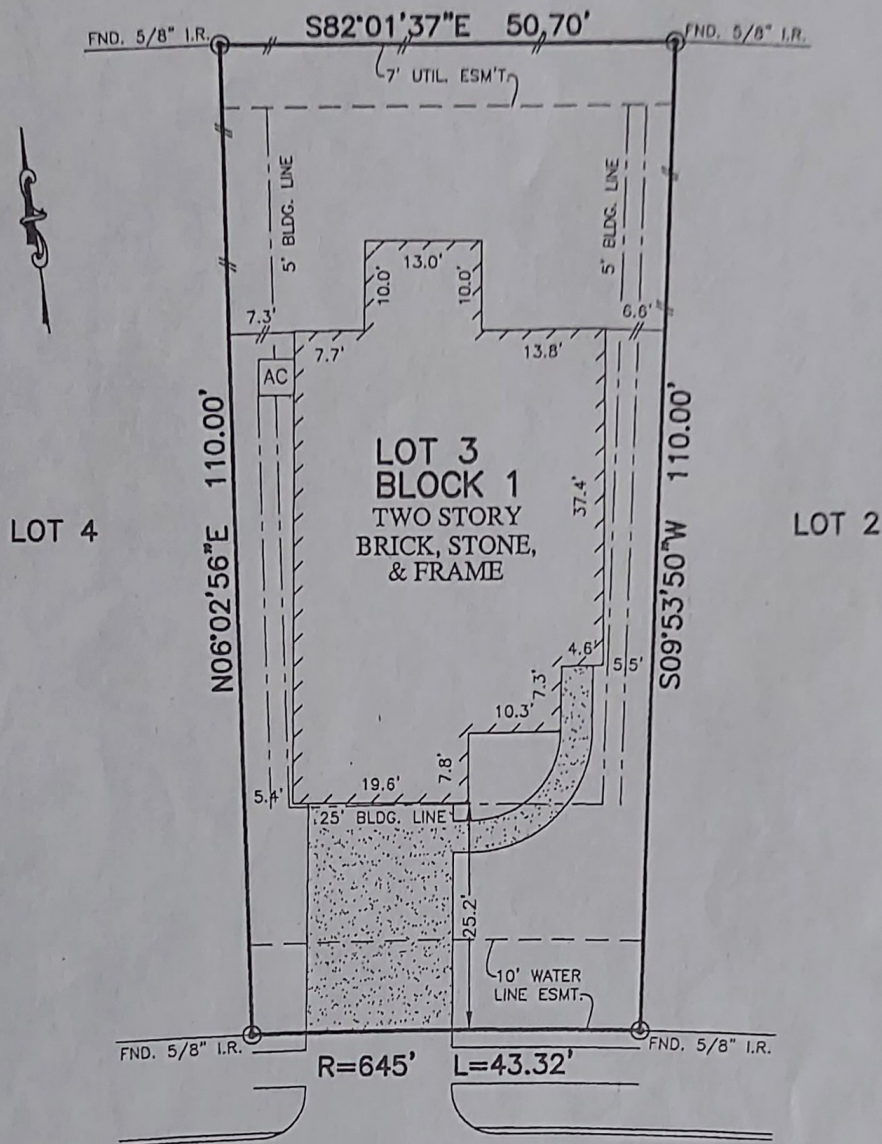 S82°01'37"E 50,70'
FND. 5/8" I.R.
FND. 5/8" I.R.
7' UTIL. ESM'T.
5' BLDG. LINE
5' BLDG. LINE
13.0'
10.0'
10.0'
7.3'
6.6'
7.7'
13.8'
AC
N06°02'56"E 110.00'
S09°53'50"W 110.00'
LOT 3
BLOCK 1
TWO STORY
BRICK, STONE,
& FRAME
37.4'
LOT 4
LOT 2
4.6'
5.5'
7.3'
10.3'
7.8'
19.6'
5.4'
25' BLDG. LINE
25.2'
10' WATER
LINE ESMT.
FND. 5/8" I.R.
FND. 5/8" I.R.
R=645' L=43.32'